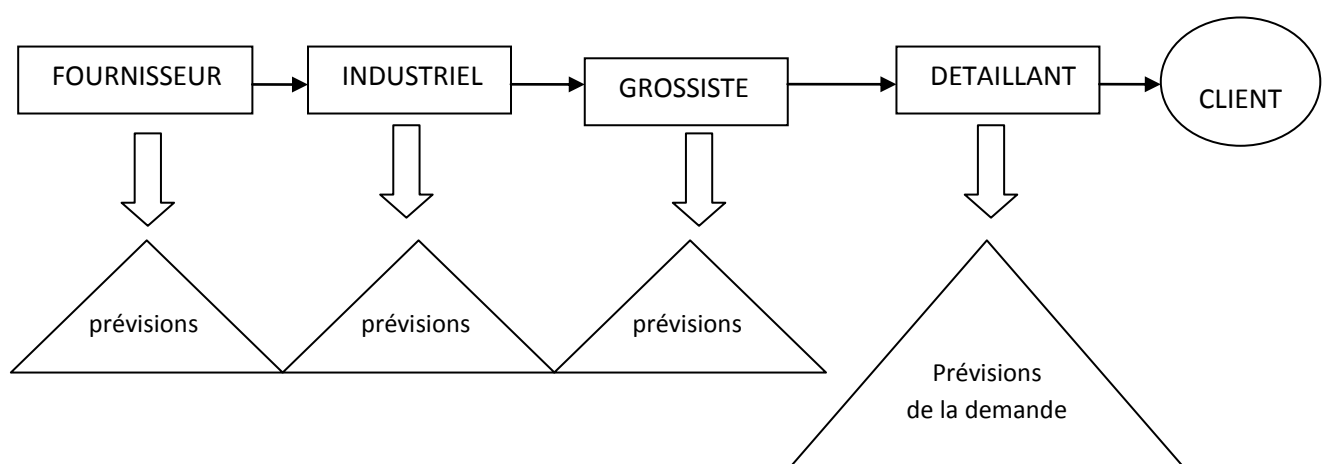 FOURNISSEUR
INDUSTRIEL
GROSSISTE
DETAILLANT
CLIENT
prévisions
prévisions
prévisions
Prévisions
de la demande